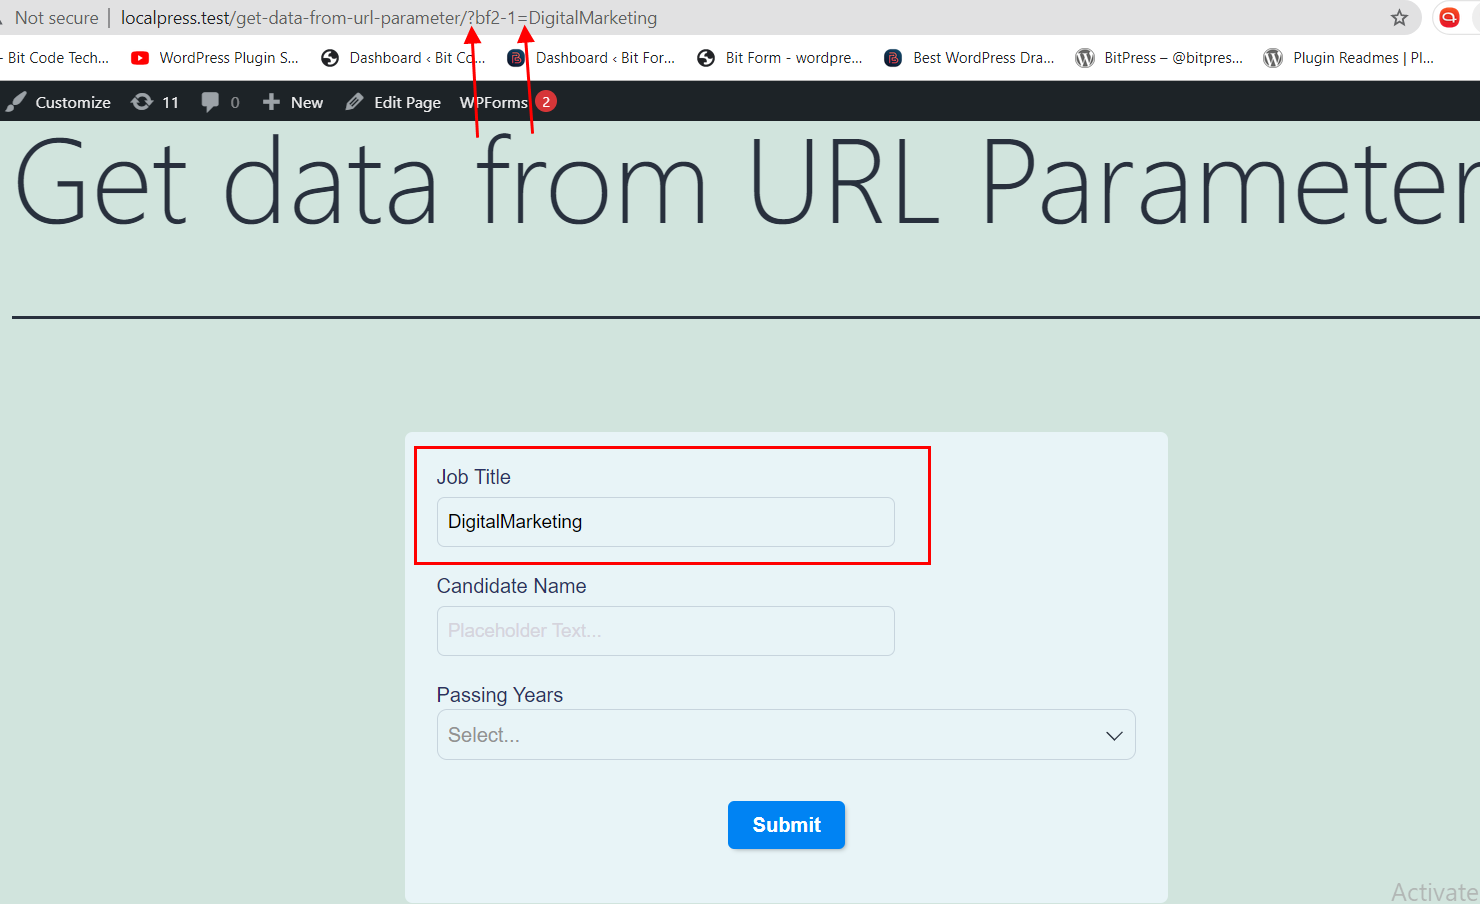 Not secure | localpress.test/get-data-from-url-parameter/?bf2-1=DigitalMarketing
- Bit Code Tech... WordPress Plugin S... Dashboard ‹ Bit Co... Dashboard ‹ Bit For... Bit Form - wordpre... Best WordPress Dra... BitPress – @bitpres... Plugin Readmes | Pl...
Customize 11 0 New Edit Page WPForms 2
Get data from URL Parameter
Job Title
DigitalMarketing
Candidate Name
Placeholder Text...
Passing Years
Select...
Submit
Activate